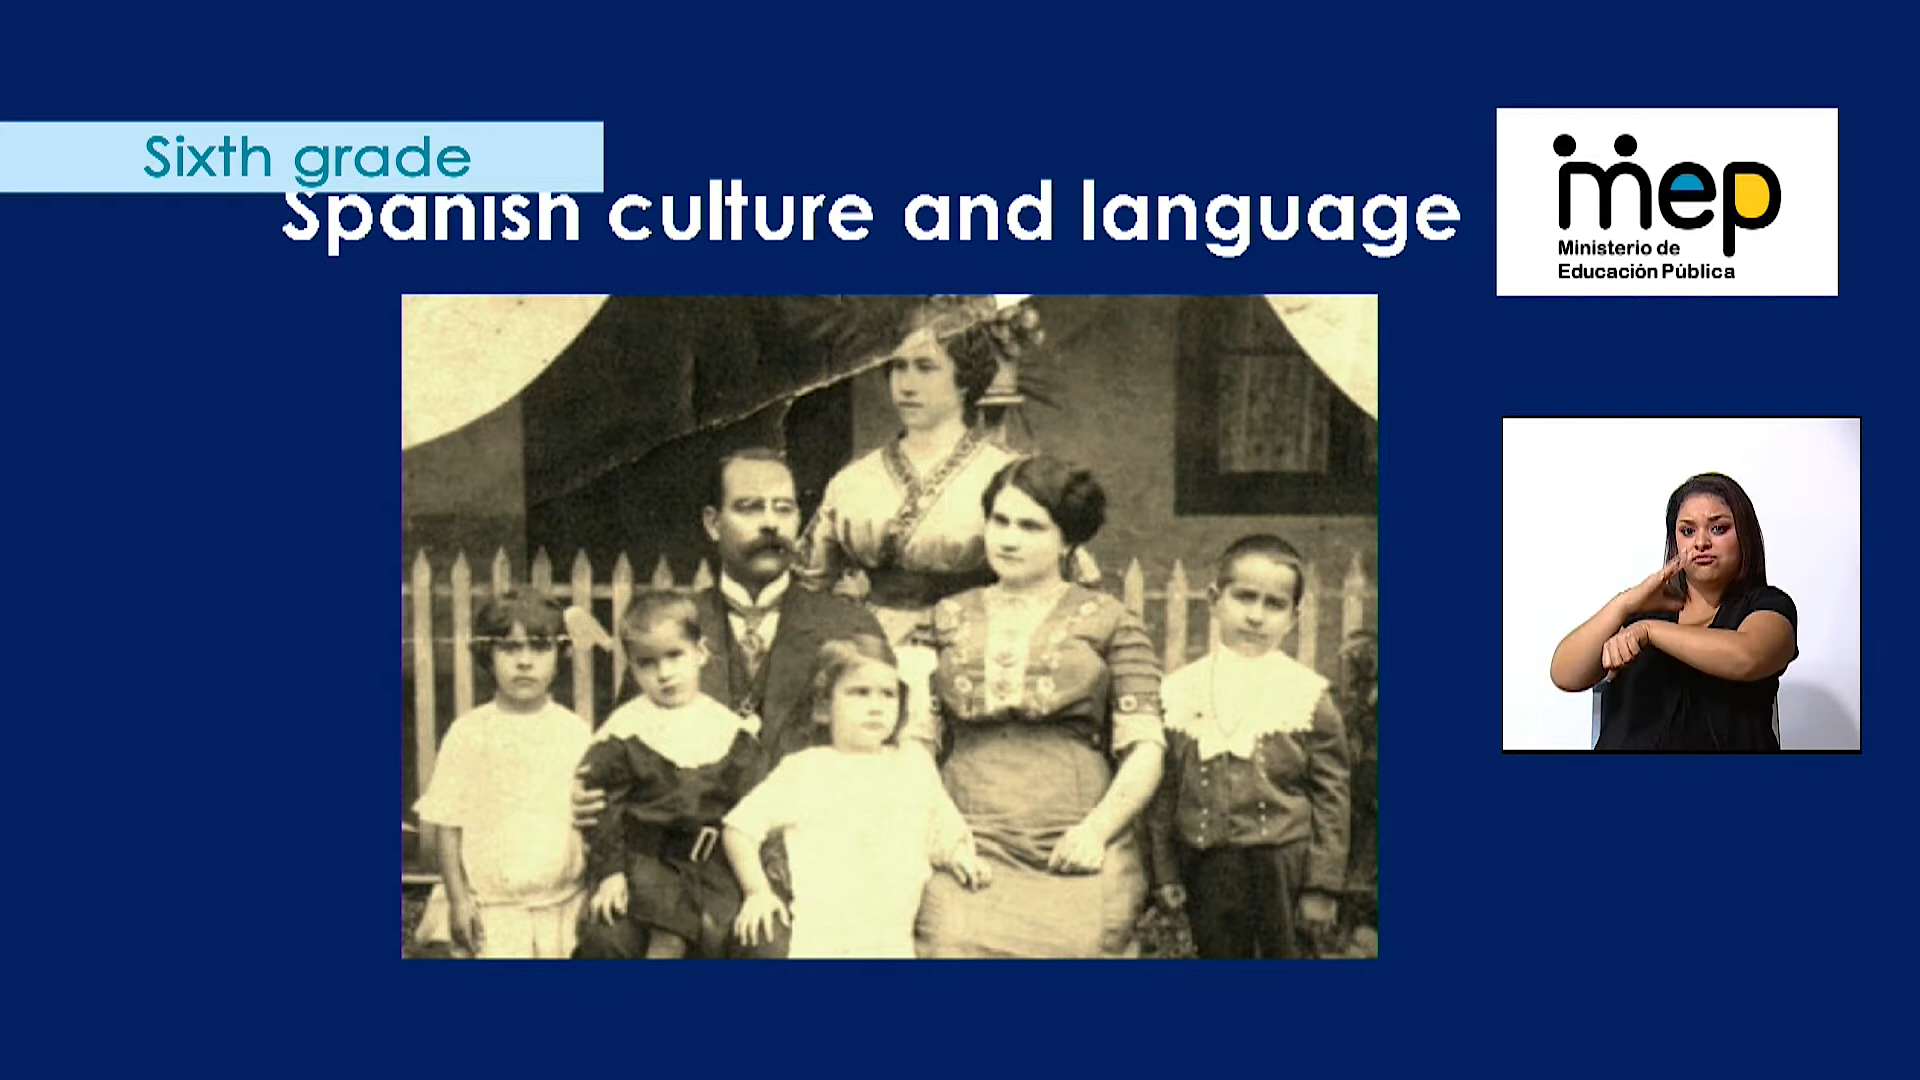 Sixth grade
Spanish culture and language
mep
Ministerio de
Educación Pública